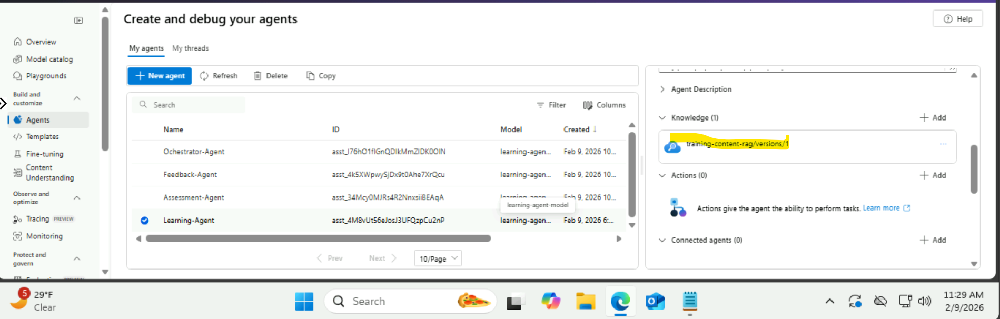 Create and debug your agents
Help
Overview
Model catalog
Playgrounds
Build and
customize
Agents
Templates
Fine-tuning
Content
Understanding
Observe and
optimize
Tracing PREVIEW
Monitoring
Protect and
govern
My agents My threads
New agent Refresh Delete Copy
Search Filter Columns
Name ID Model Created ↓
Ochestrator-Agent learning-agen... Feb 9, 2026 10...
Feedback-Agent asst_4k5XWpwySjDx9t0Ahe7XrQcu learning-agen... Feb 9, 2026 10...
Assessment-Agent asst_34Mcy0MJRs4R2NnxsiiBEAqA Feb 9, 2026 10...
learning-agent-model
Learning-Agent asst_4M8vUt56eJosJ3UFQzpCu2nP learning-agen... Feb 9, 2026 6:...
Prev Next 10/Page
Agent Description
Knowledge (1) Add
training-content-rag/versions/1
...
Actions (0) Add
Actions give the agent the ability to perform tasks. Learn more
Connected agents (0) Add
5
29°F
Clear
Search
11:29 AM
2/9/2026